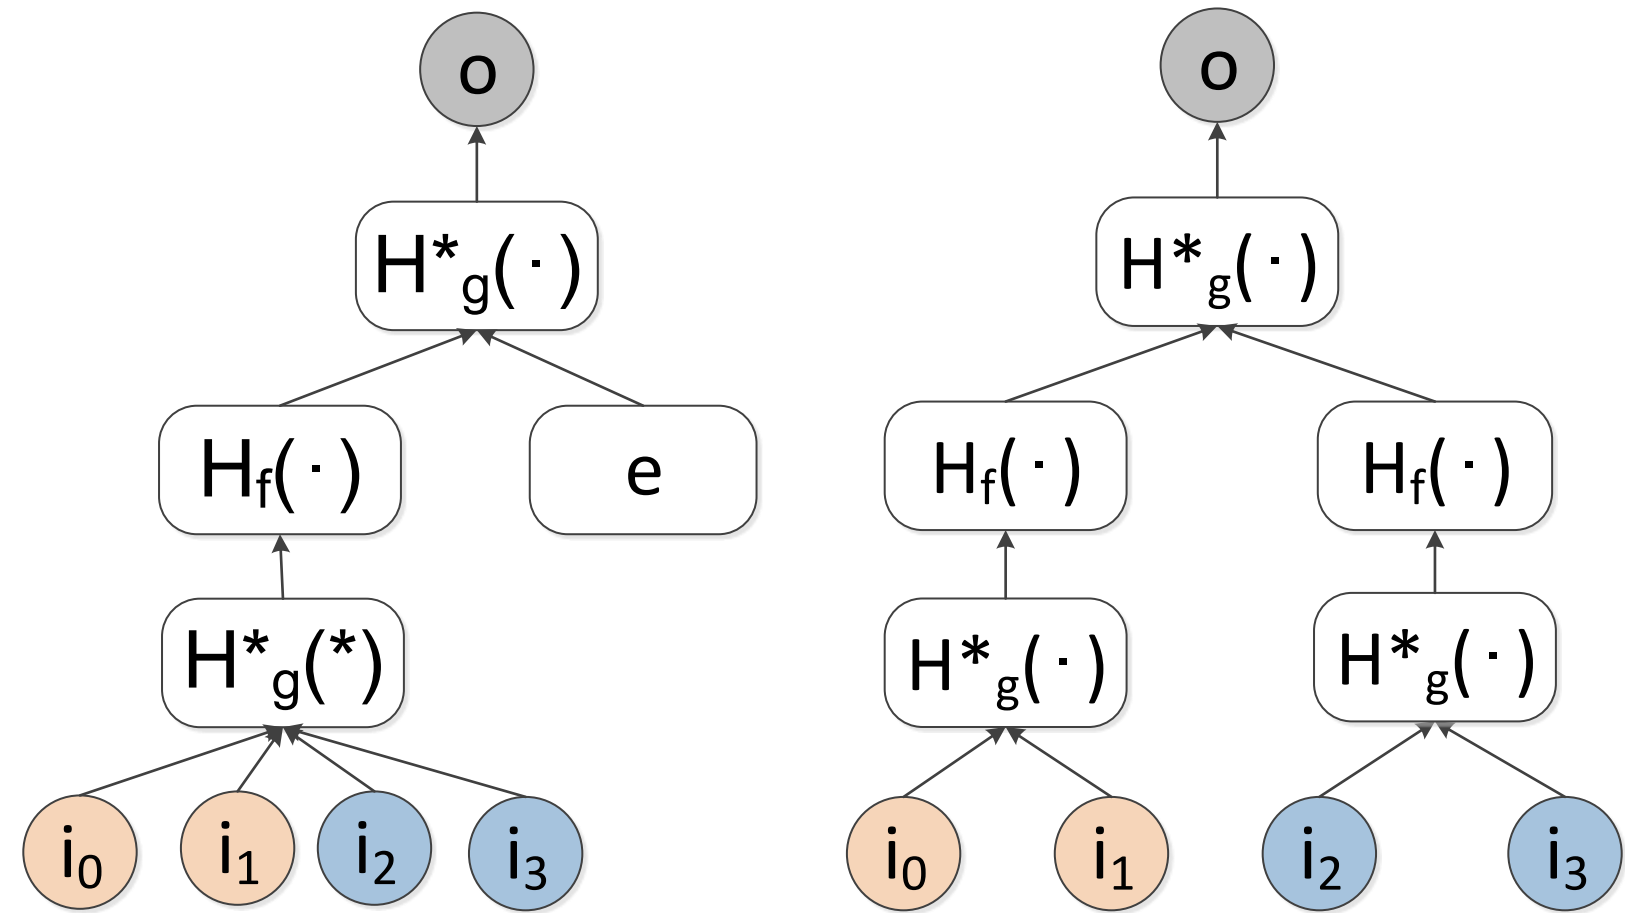 o o
H*g(·) H*g(·)
Hf(·) e Hf(·) Hf(·)
H*g(*) H*g(·) H*g(·)
i0 i1 i2 i3 i0 i1 i2 i3